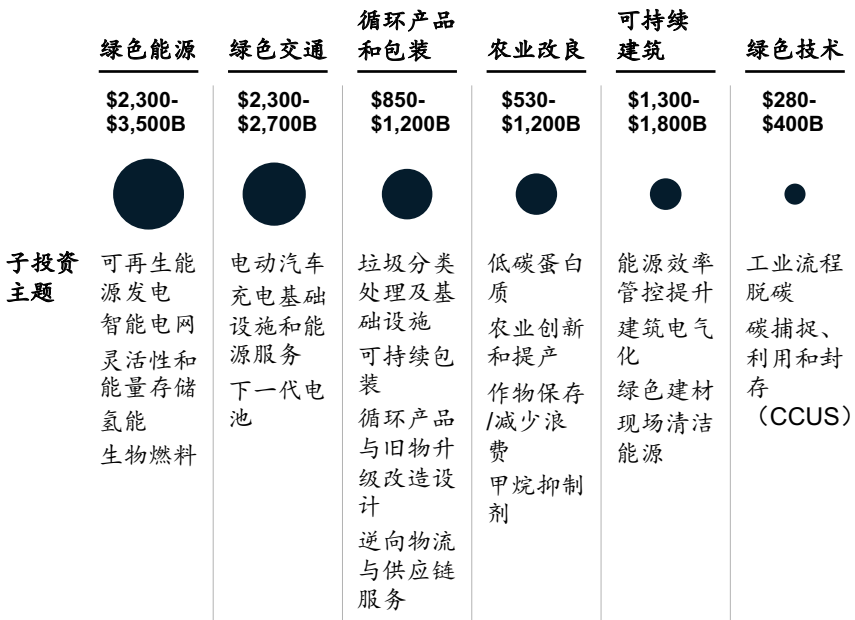 绿色能源
$2,300-
$3,500B
绿色交通
$2,300-
$2,700B
循环产品
和包装
$850-
$1,200B
农业改良
$530-
$1,200B
可持续
建筑
$1,300-
$1,800B
绿色技术
$280-
$400B
子投资
主题
可再生能
源发电
智能电网
灵活性和
能量存储
氢能
生物燃料
电动汽车
充电基础
设施和能
源服务
下一代电
池
垃圾分类
处理及基
础设施
可持续包
装
循环产品
与旧物升
级改造设
计
逆向物流
与供应链
服务
低碳蛋白
质
农业创新
和提产
作物保存
/减少浪
费
甲烷抑制
剂
能源效率
管控提升
建筑电气
化
绿色建材
现场清洁
能源
工业流程
脱碳
碳捕捉、
利用和封
存
（CCUS）